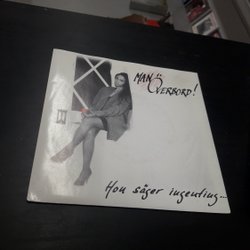 MAN
ÖVERBORD!
Hon säger ingenting...